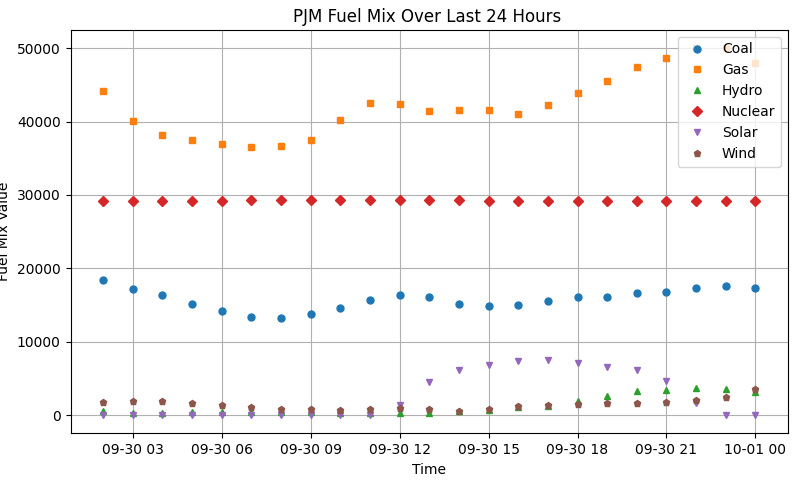 PJM Fuel Mix Over Last 24 Hours
50000
40000
30000
20000
10000
0
Fuel Mix Value
Coal
Gas
Hydro
Nuclear
Solar
Wind
09-30 03 09-30 06 09-30 09 09-30 12 09-30 15 09-30 18 09-30 21 10-01 00
Time